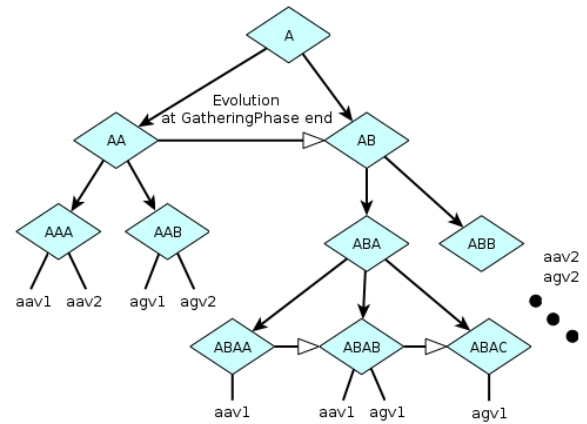 A
Evolution
at GatheringPhase end
AA
AB
AAA
AAB
ABA
ABB
aav1 aav2
agv1 agv2
aav2
agv2
ABAA
ABAB
ABAC
aav1
aav1 agv1
agv1